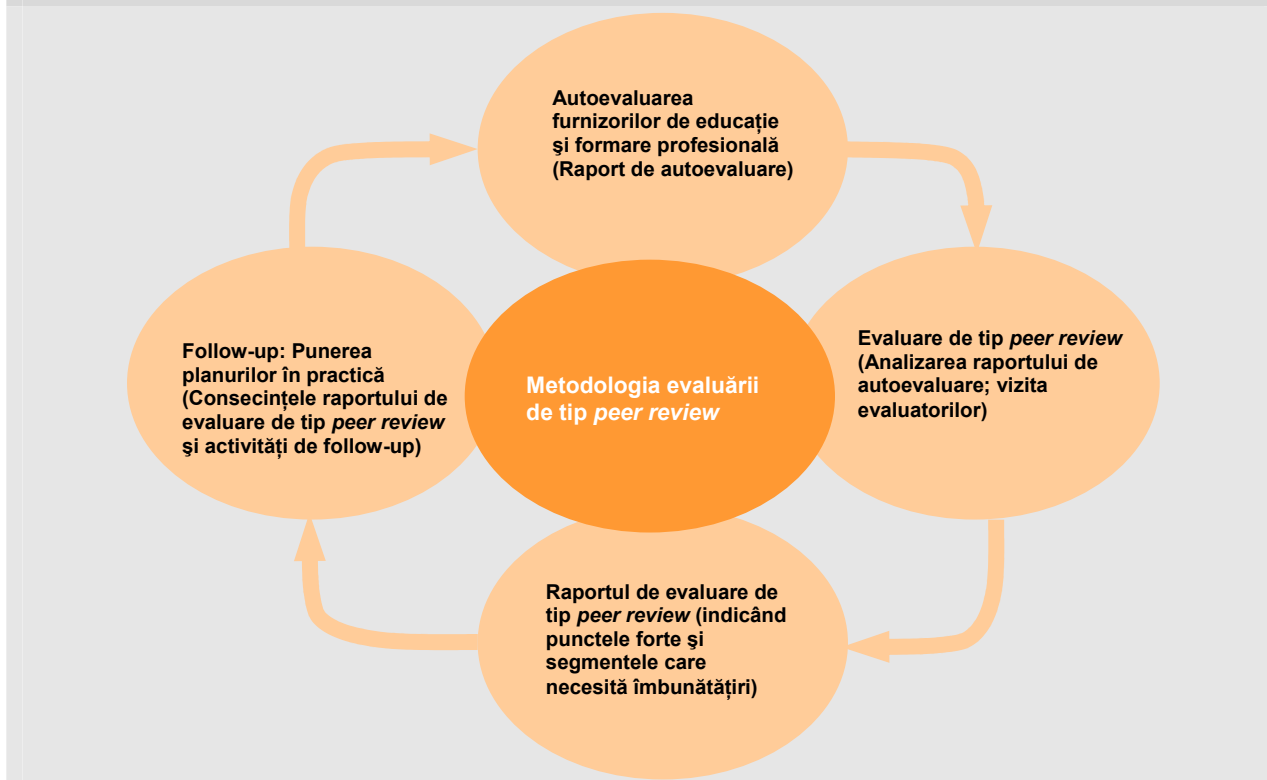 Autoevaluarea
furnizorilor de educație
şi formare profesională
(Raport de autoevaluare)
Evaluare de tip peer review
(Analizarea raportului de
autoevaluare; vizita
evaluatorilor)
Follow-up: Punerea
planurilor în practică
(Consecințele raportului de
evaluare de tip peer review
şi activități de follow-up)
Metodologia evaluării
de tip peer review
Raportul de evaluare de
tip peer review (indicând
punctele forte şi
segmentele care
necesită îmbunătățiri)